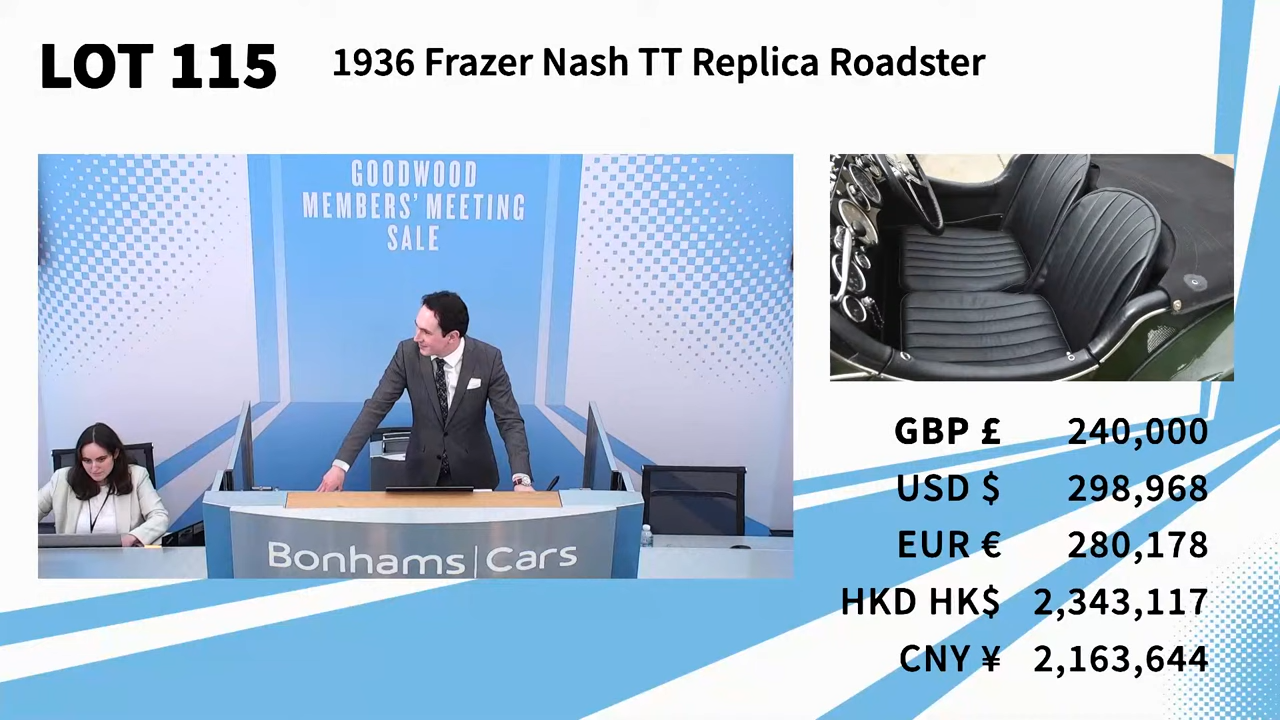 LOT 115
1936 Frazer Nash TT Replica Roadster
GOODWOOD
MEMBERS' MEETING
SALE
Bonhams|Cars
GBP £ 240,000
USD $ 298,968
EUR € 280,178
HKD HK$ 2,343,117
CNY ¥ 2,163,644